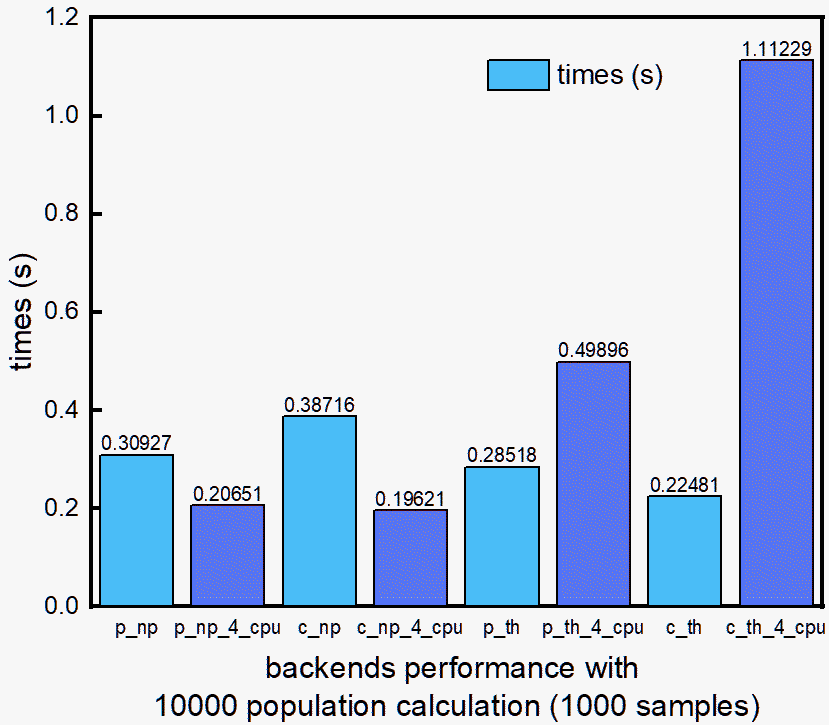 1.2
1.0
0.8
0.6
0.4
0.2
0.0
times (s)
times (s)
0.30927
0.20651
0.38716
0.19621
0.28518
0.49896
0.22481
1.11229
p_np
p_np_4_cpu
c_np
c_np_4_cpu
p_th
p_th_4_cpu
c_th
c_th_4_cpu
backends performance with
10000 population calculation (1000 samples)